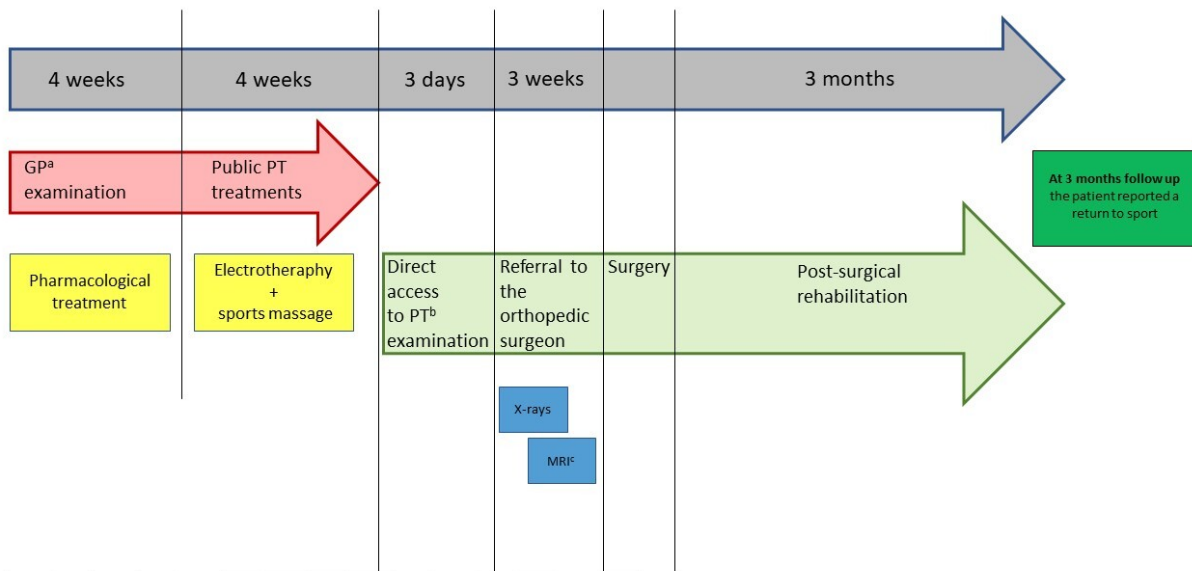 4 weeks
4 weeks
3 days
3 weeks
3 months
GPᵃ
examination
Public PT
treatments
At 3 months follow up
the patient reported a
return to sport
Pharmacological
treatment
Electrotheraphy
+
sports massage
Direct
access
to PTᵇ
examination
Referral to
the
orthopedic
surgeon
Surgery
Post-surgical
rehabilitation
X-rays
MRIᶜ